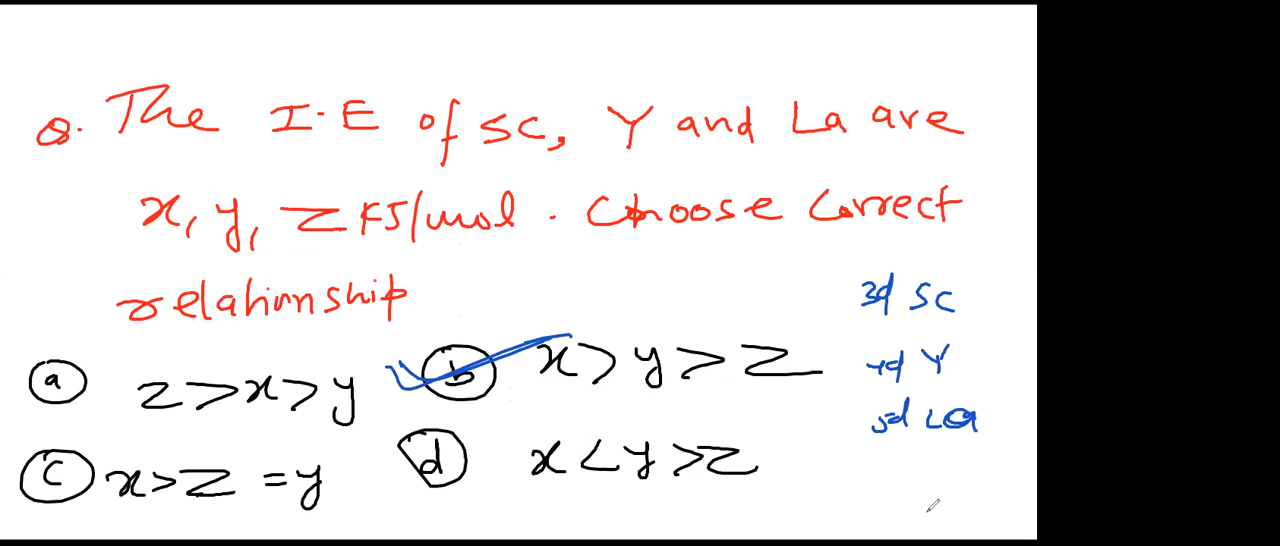 Q. The I.E of SC, Y and La are
x, y, z KJ/mol. Choose Correct
relationship
3d SC
4d Y
5d La
a z > x > y
b x > y > z
c x > z = y
d x < y > z